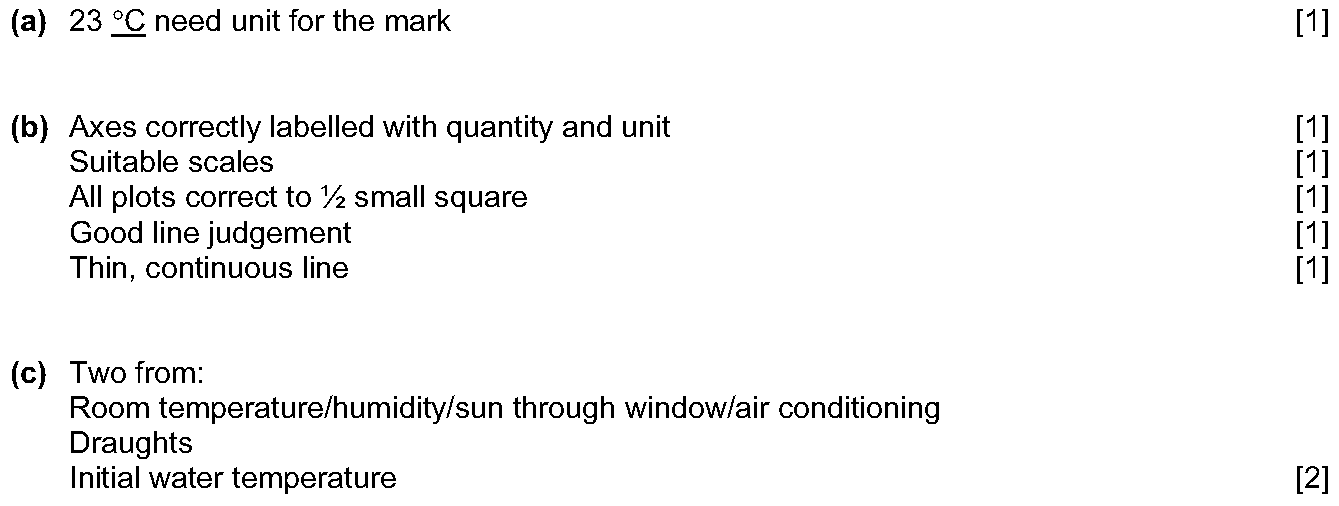 (a) 23 °C need unit for the mark [1]
(b) Axes correctly labelled with quantity and unit [1]
Suitable scales [1]
All plots correct to ½ small square [1]
Good line judgement [1]
Thin, continuous line [1]
(c) Two from:
Room temperature/humidity/sun through window/air conditioning
Draughts
Initial water temperature [2]